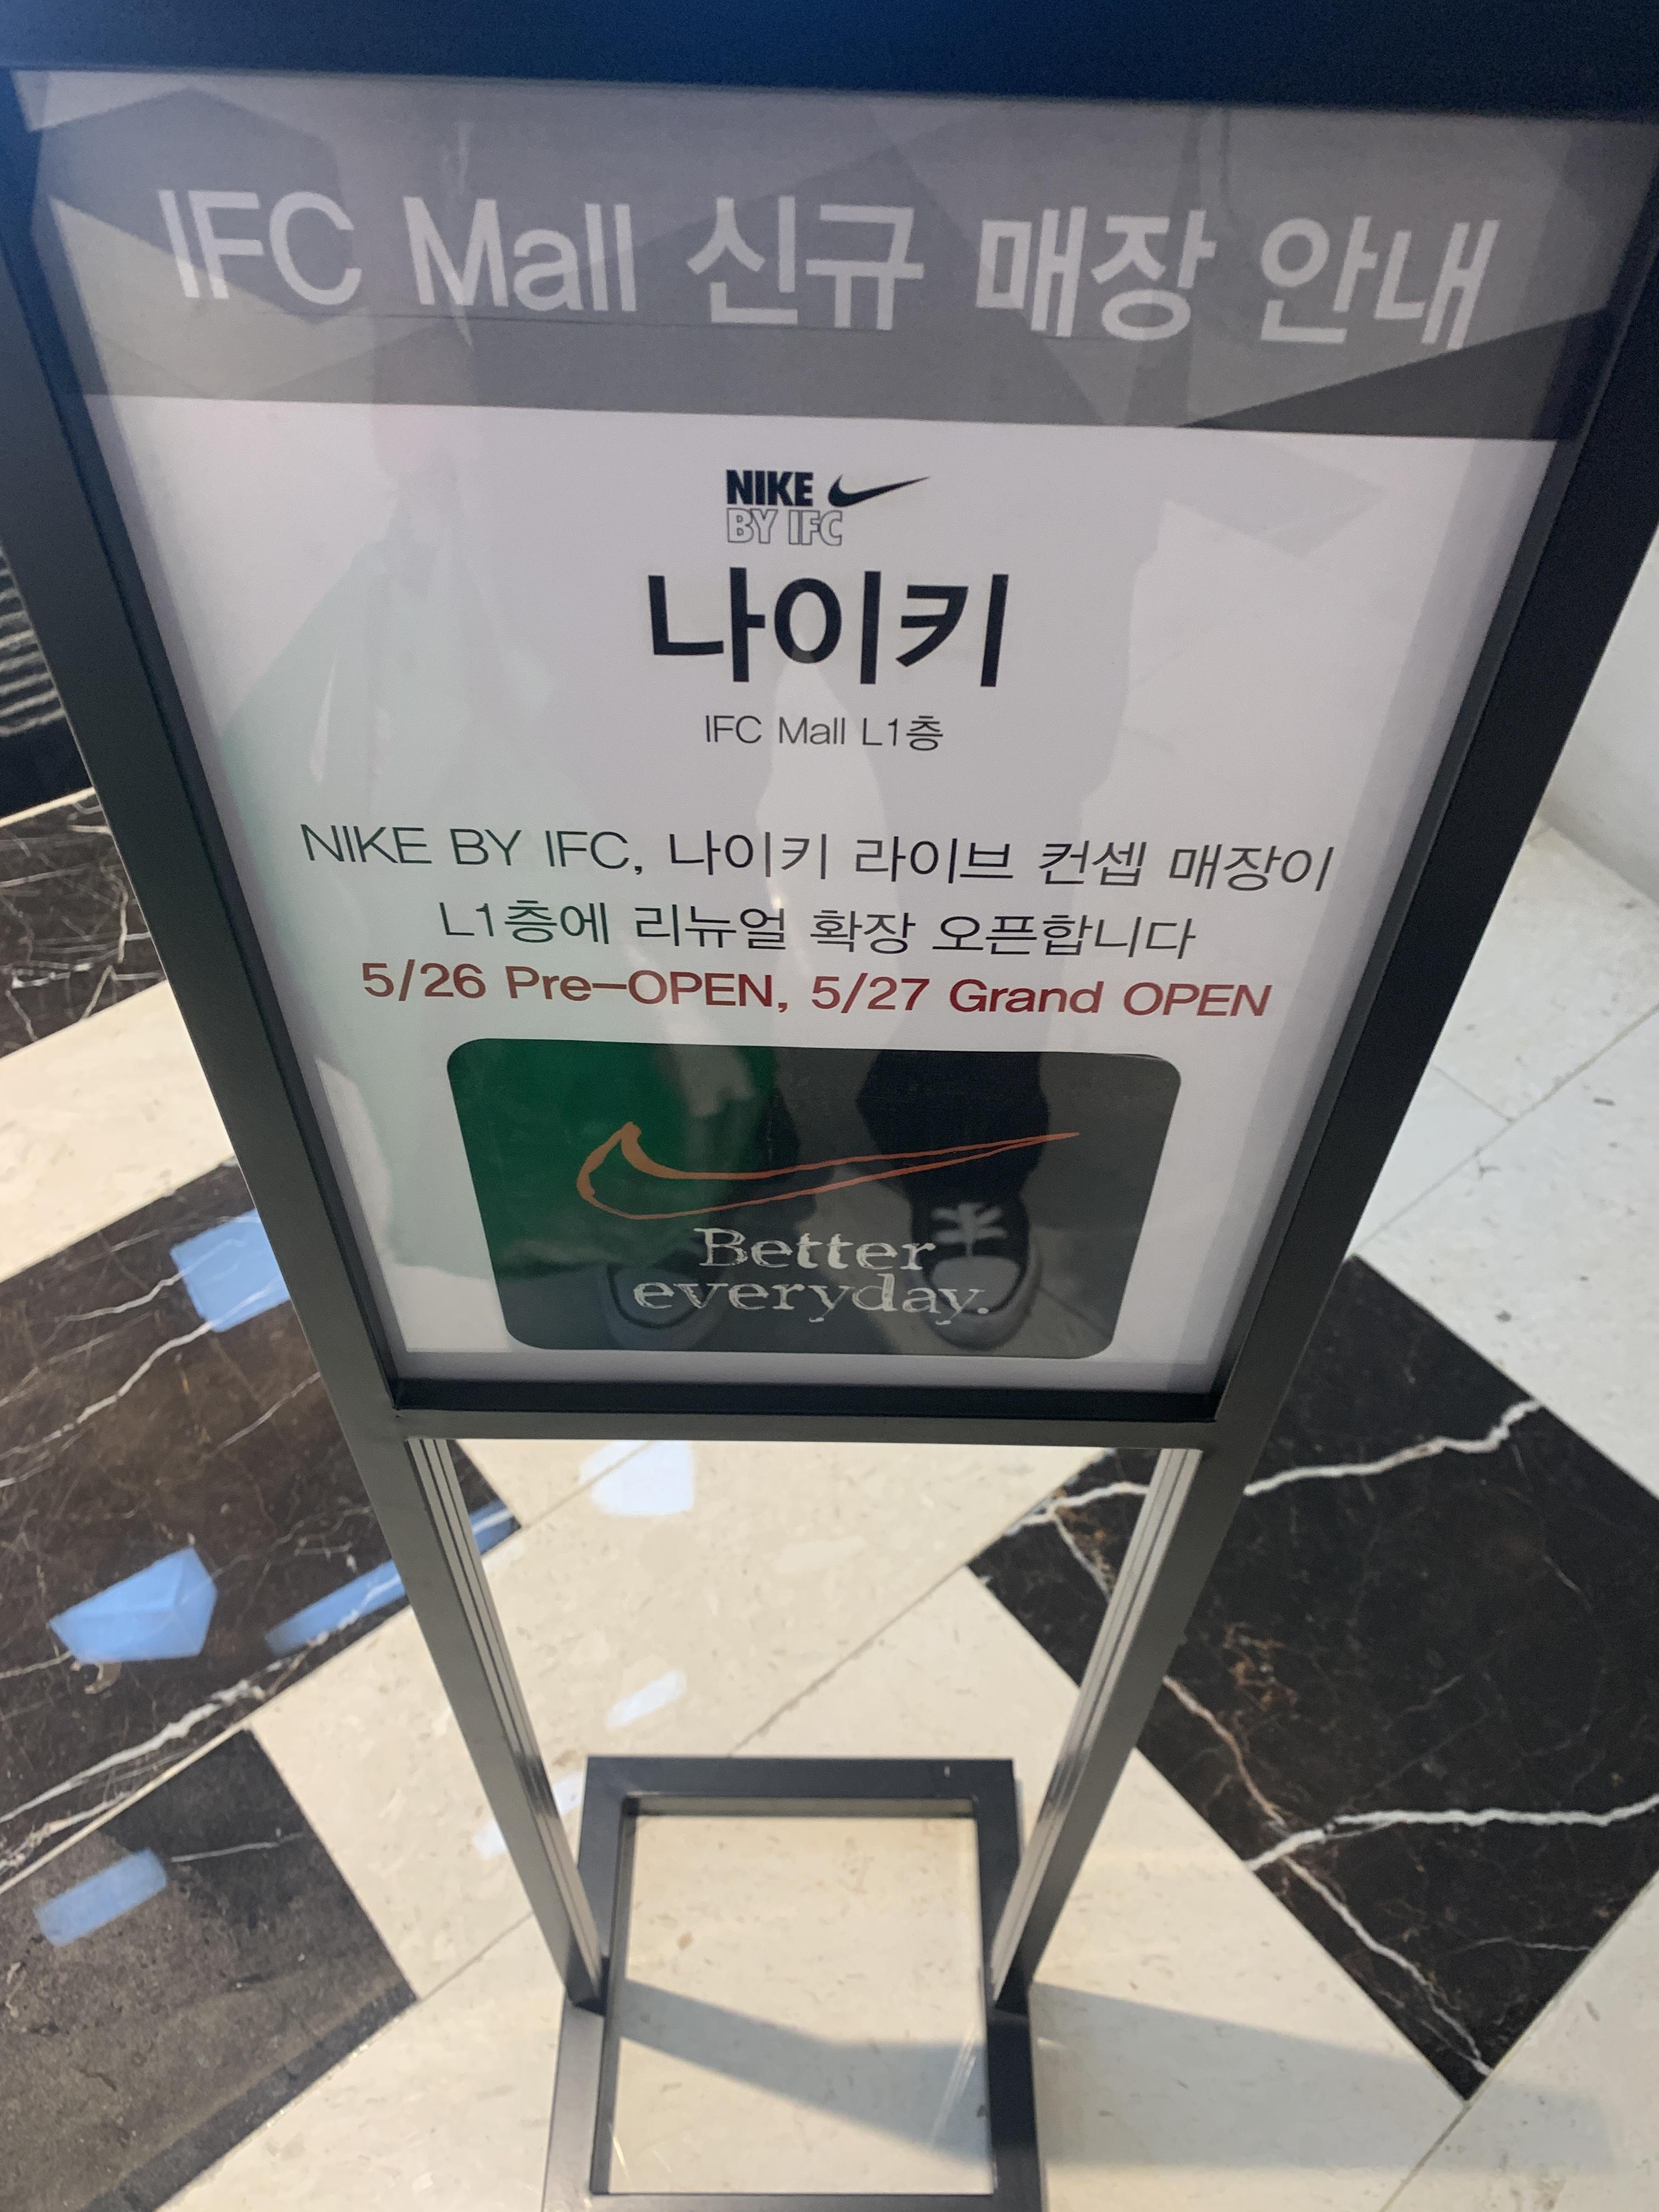 IFC Mall 신규 매장 안내
NIKE
BY IFC
나이키
IFC Mall L1층
NIKE BY IFC, 나이키 라이브 컨셉 매장이
L1층에 리뉴얼 확장 오픈합니다
5/26 Pre-OPEN, 5/27 Grand OPEN
Better
everyday.